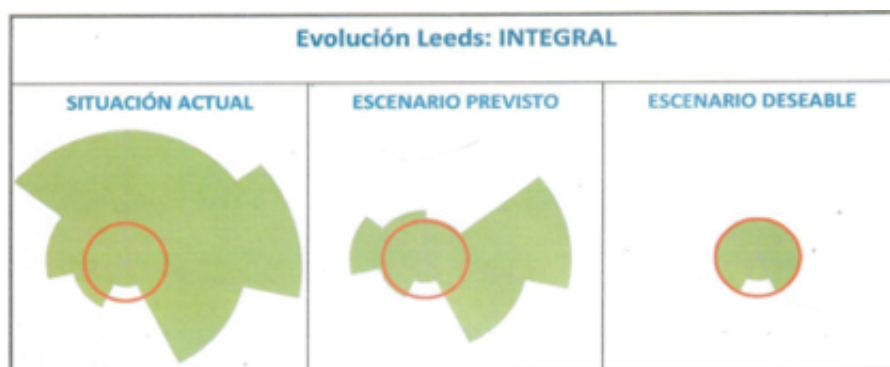 Evolución Leeds: INTEGRAL
SITUACIÓN ACTUAL
ESCENARIO PREVISTO
ESCENARIO DESEABLE